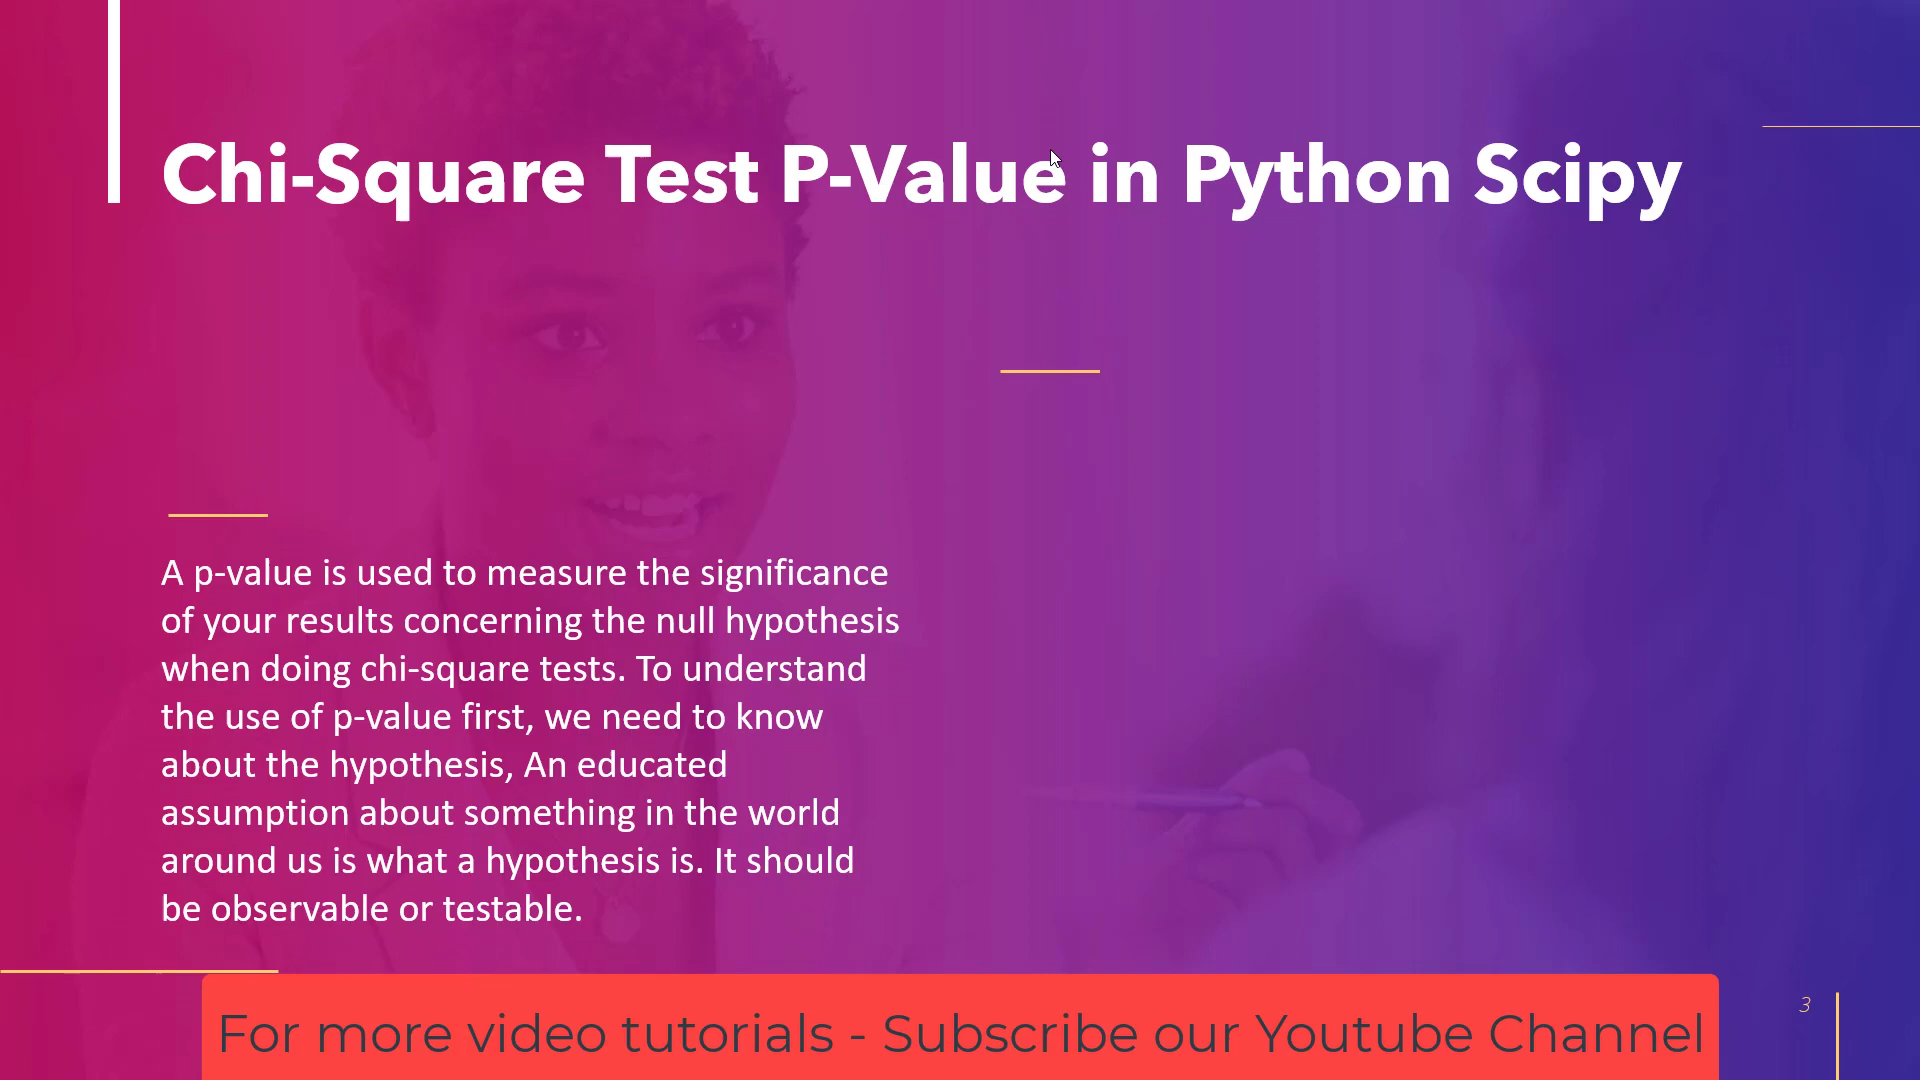 Chi-Square Test P-Value in Python Scipy
A p-value is used to measure the significance
of your results concerning the null hypothesis
when doing chi-square tests. To understand
the use of p-value first, we need to know
about the hypothesis, An educated
assumption about something in the world
around us is what a hypothesis is. It should
be observable or testable.
3
For more video tutorials - Subscribe our Youtube Channel